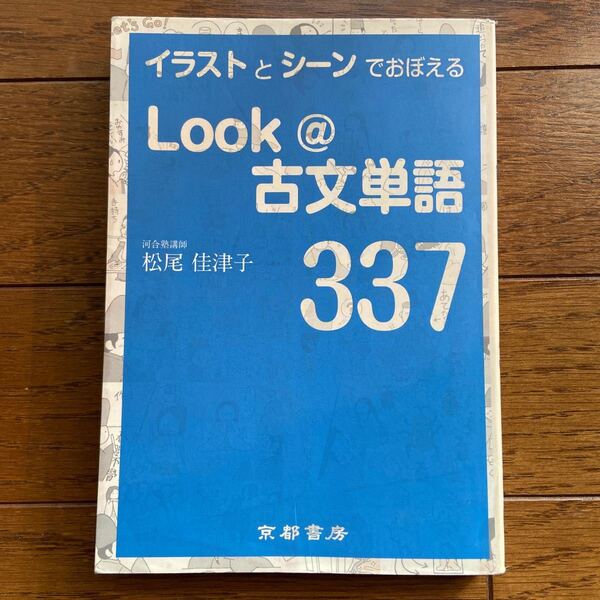 イラストとシーンでおぼえる
Look@
古文単語
337
河合塾講師
松尾 佳津子
京都書房